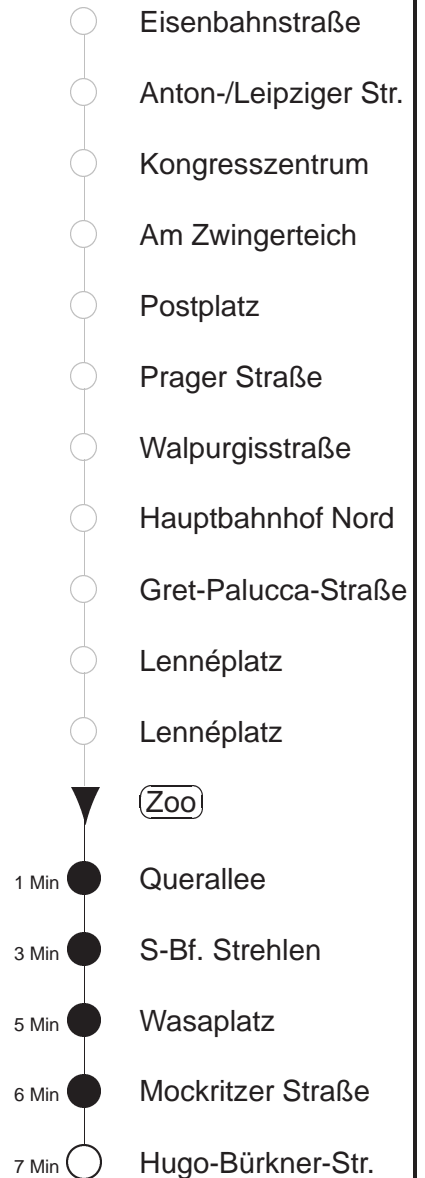 Eisenbahnstraße
Anton-/Leipziger Str.
Kongresszentrum
Am Zwingerteich
Postplatz
Prager Straße
Walpurgisstraße
Hauptbahnhof Nord
Gret-Palucca-Straße
Lennéplatz
Lennéplatz
Zoo
1 Min Querallee
3 Min S-Bf. Strehlen
5 Min Wasaplatz
6 Min Mockritzer Straße
7 Min Hugo-Bürkner-Str.